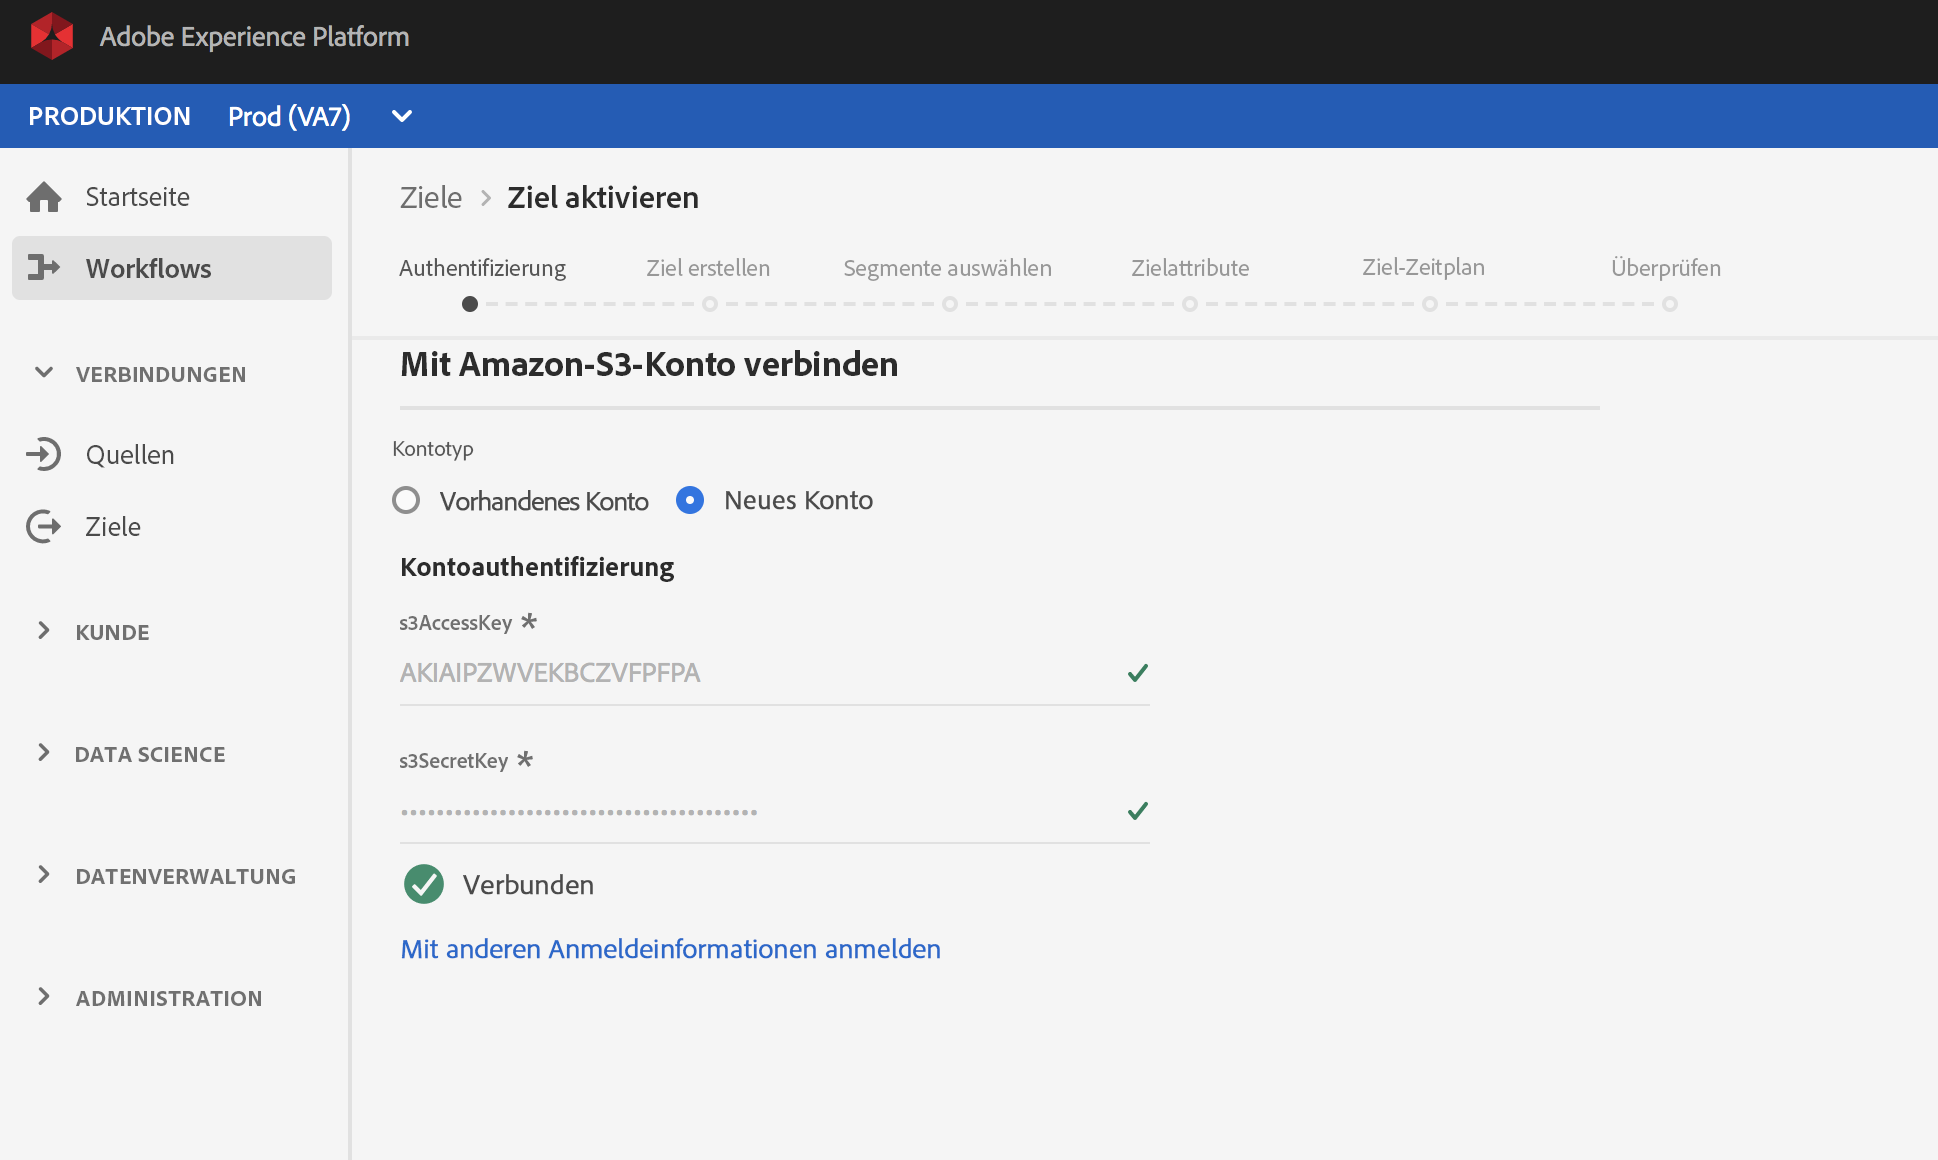 Adobe Experience Platform
PRODUKTION Prod (VA7)
Startseite
Workflows
VERBINDUNGEN
Quellen
Ziele
KUNDE
DATA SCIENCE
DATENVERWALTUNG
ADMINISTRATION
Ziele > Ziel aktivieren
Authentifizierung Ziel erstellen Segmente auswählen Zielattribute Ziel-Zeitplan Überprüfen
Mit Amazon-S3-Konto verbinden
Kontotyp
Vorhandenes Konto Neues Konto
Kontoauthentifizierung
s3AccessKey *
AKIAIPZWVEKBCZVFPFPA
s3SecretKey *
••••••••••••••••••••••••••••••••••••••••
Verbunden
Mit anderen Anmeldeinformationen anmelden